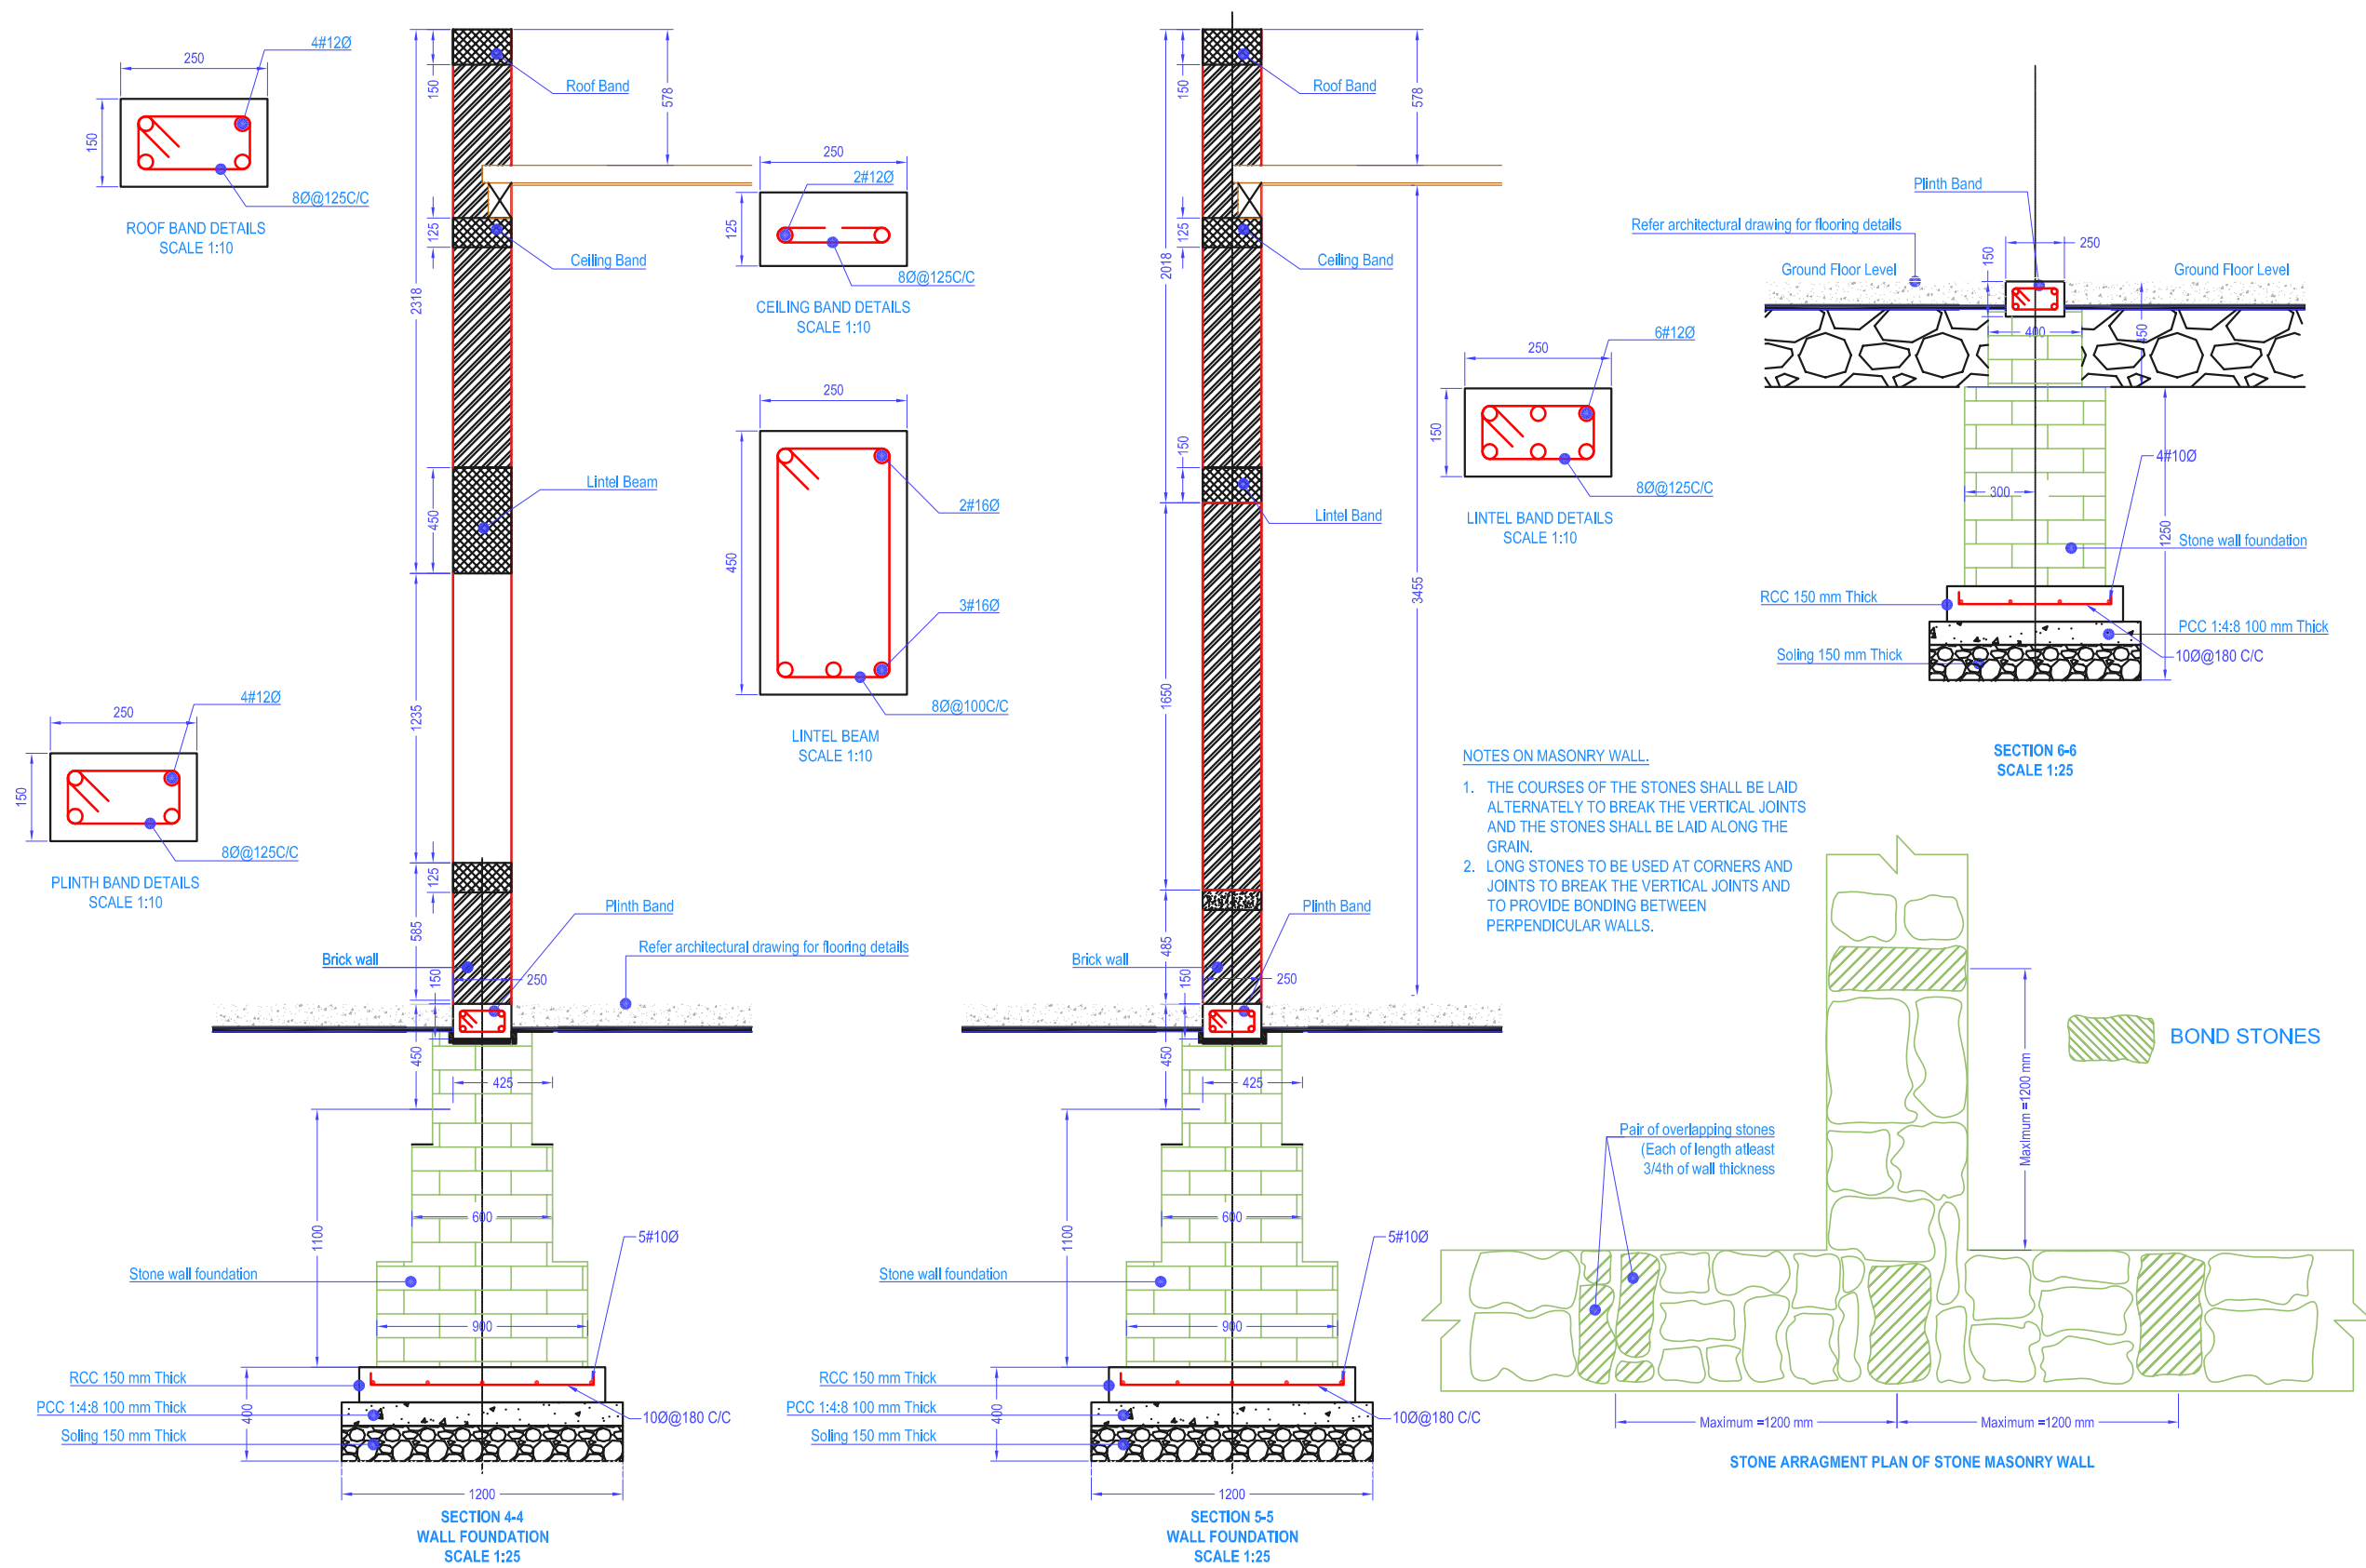 4#12Ø
250
150
8Ø@125C/C
ROOF BAND DETAILS
SCALE 1:10
150
Roof Band
578
2318
125
Ceiling Band
450
Lintel Beam
1235
125
585
150
Brick wall
250
Plinth Band
Refer architectural drawing for flooring details
450
425
1100
600
Stone wall foundation
5#10Ø
900
RCC 150 mm Thick
PCC 1:4:8 100 mm Thick
Soling 150 mm Thick
400
10Ø@180 C/C
1200
SECTION 4-4
WALL FOUNDATION
SCALE 1:25
4#12Ø
250
150
8Ø@125C/C
PLINTH BAND DETAILS
SCALE 1:10
250
2#12Ø
125
8Ø@125C/C
CEILING BAND DETAILS
SCALE 1:10
250
450
2#16Ø
3#16Ø
8Ø@100C/C
LINTEL BEAM
SCALE 1:10
150
Roof Band
578
2018
125
Ceiling Band
150
Lintel Band
3455
1650
485
150
Brick wall
250
Plinth Band
450
425
1100
600
Stone wall foundation
5#10Ø
900
RCC 150 mm Thick
PCC 1:4:8 100 mm Thick
Soling 150 mm Thick
400
10Ø@180 C/C
1200
SECTION 5-5
WALL FOUNDATION
SCALE 1:25
6#12Ø
250
150
8Ø@125C/C
LINTEL BAND DETAILS
SCALE 1:10
Plinth Band
Refer architectural drawing for flooring details
250
150
Ground Floor Level
Ground Floor Level
400
450
4#10Ø
300
1250
Stone wall foundation
RCC 150 mm Thick
PCC 1:4:8 100 mm Thick
Soling 150 mm Thick
10Ø@180 C/C
SECTION 6-6
SCALE 1:25
NOTES ON MASONRY WALL.
1. THE COURSES OF THE STONES SHALL BE LAID
ALTERNATELY TO BREAK THE VERTICAL JOINTS
AND THE STONES SHALL BE LAID ALONG THE
GRAIN.
2. LONG STONES TO BE USED AT CORNERS AND
JOINTS TO BREAK THE VERTICAL JOINTS AND
TO PROVIDE BONDING BETWEEN
PERPENDICULAR WALLS.
BOND STONES
Maximum =1200 mm
Pair of overlapping stones
(Each of length atleast
3/4th of wall thickness
Maximum =1200 mm
Maximum =1200 mm
STONE ARRAGMENT PLAN OF STONE MASONRY WALL